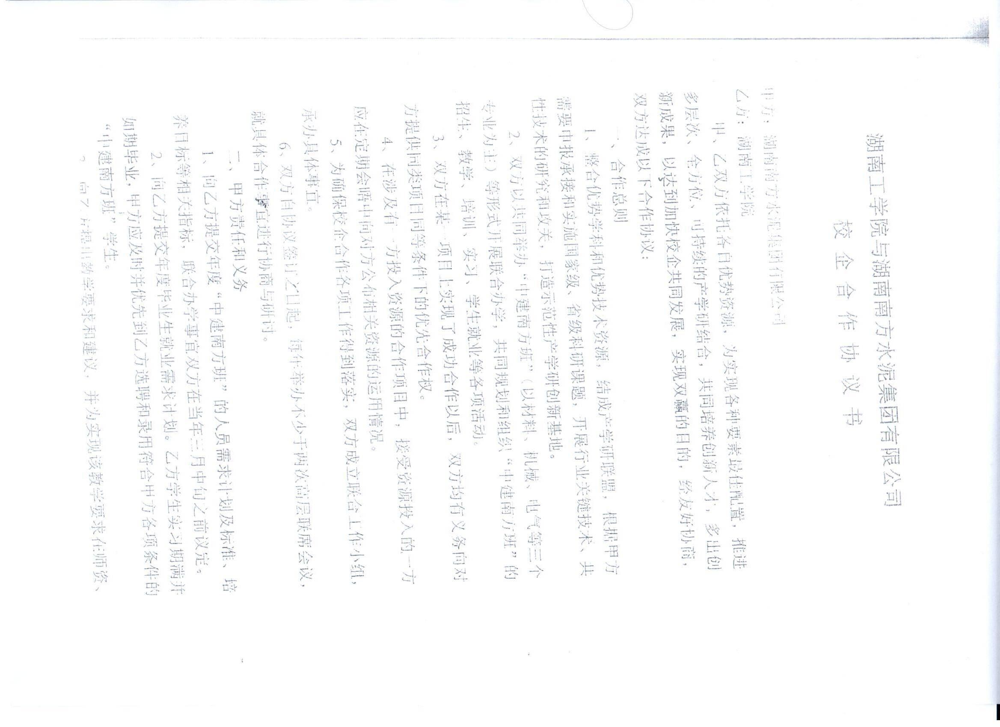 湖南工学院与湖南南方水泥集团有限公司
校企合作协议书
甲方：湖南南方水泥集团有限公司
乙方：湖南工学院
甲、乙双方依托各自优势资源，为实现各种要素最佳配置，推进
多层次、全方位、可持续的产学研结合，共同培养创新人才，多出创
新成果，以达到加快校企共同发展，实现双赢的目的，经友好协商，
双方达成以下合作协议：
一、合作总则
1、整合优势学科和优势技术资源，结成产学研联盟，根据甲方
需要申报承接和实施国家级、省级科研课题，开展行业关键技术、共
性技术的研究和攻关，打造示范性产学研创新基地。
2、双方以共同举办“中建南方班”（以材料、机械、电气等三个
专业为主）等形式开展联合办学，共同规划和组织“中建南方班”的
招生、教学、培训、实习、学生就业等各项活动。
3、双方在某一项目上实现了成功合作以后，双方均有义务向对
方提供同类项目同等条件下的优先合作权。
4、在涉及有一方投入资源的合作项目中，接受资源投入的一方
应在定期会晤中向对方公布相关资源的运用情况。
5、为确保校企合作各项工作得到落实，双方成立联合工作小组，
承办具体事宜。
6、双方自协议签订之日起，每年举办不少于两次高层联席会议，
就具体合作事宜进行协商与研讨。
二、甲方责任和义务
1、向乙方提交年度“中建南方班”的人员需求计划及标准、培
养目标等相关指标，联合办学事宜双方在当年三月中旬之前议定。
2、向乙方提交年度毕业生就业需求计划。乙方学生实习期满并
如期毕业，甲方应及时并优先到乙方选聘和录用符合甲方各项条件的
“中建南方班”学生。
向乙方提出教学要求和建议，并为实现该教学要求在师资、